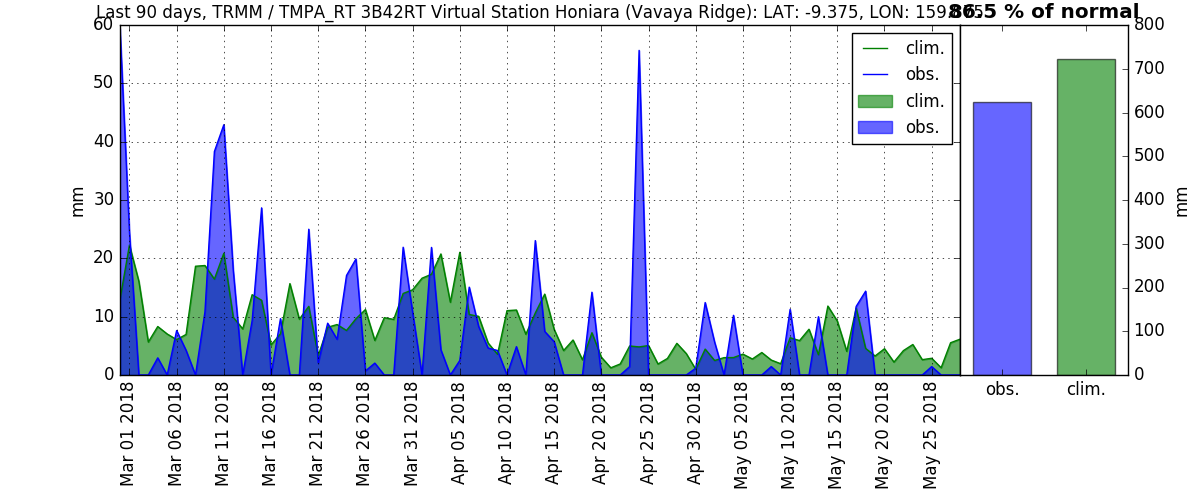 Last 90 days, TRMM / TMPA_RT 3B42RT Virtual Station Honiara (Vavaya Ridge): LAT: -9.375, LON:
86.5 % of normal
60
50
40
30
20
10
0
mm
clim.
obs.
clim.
obs.
Mar 01 2018
Mar 06 2018
Mar 11 2018
Mar 16 2018
Mar 21 2018
Mar 26 2018
Mar 31 2018
Apr 05 2018
Apr 10 2018
Apr 15 2018
Apr 20 2018
Apr 25 2018
Apr 30 2018
May 05 2018
May 10 2018
May 15 2018
May 20 2018
May 25 2018
800
700
600
500
400
300
200
100
0
mm
obs.
clim.